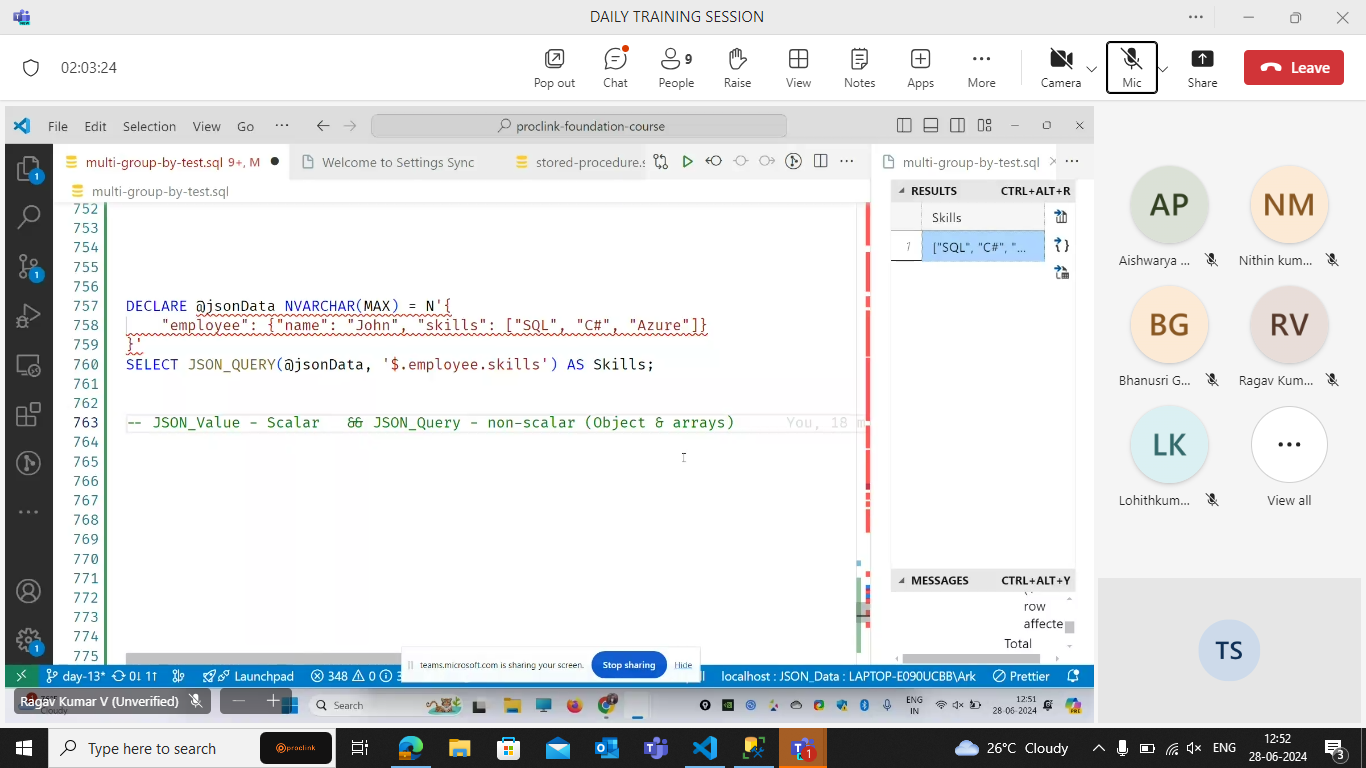 DAILY TRAINING SESSION
02:03:24
Pop out
Chat
9
People
Raise
View
Notes
Apps
More
Camera
Mic
Share
Leave
File Edit Selection View Go
proclink-foundation-course
multi-group-by-test.sql 9+, M
Welcome to Settings Sync
stored-procedure.s
multi-group-by-test.sql
multi-group-by-test.sql
RESULTS CTRL+ALT+R
Skills
1 ["SQL", "C#", "...
752
753
754
755
756
757 DECLARE @jsonData NVARCHAR(MAX) = N'{
758 "employee": {"name": "John", "skills": ["SQL", "C#", "Azure"]}
759 }'
760 SELECT JSON_QUERY(@jsonData, '$.employee.skills') AS Skills;
761
762
763 -- JSON_Value - Scalar && JSON_Query - non-scalar (Object & arrays) You, 18 m
764
765
766
767
768
769
770
771
772
773
774
775
1
1
1
MESSAGES CTRL+ALT+Y
row
affecte
Total
AP
Aishwarya ...
NM
Nithin kum...
BG
Bhanusri G...
RV
Ragav Kum...
LK
Lohithkum...
View all
TS
teams.microsoft.com is sharing your screen.
Stop sharing
Hide
day-13* 0↓ 1↑ Launchpad 348 0
localhost : JSON_Data : LAPTOP-E090UCBB\Ark Prettier
Ragav Kumar V (Unverified)
Search
ENG
IN
12:51
28-06-2024
Type here to search
proclink
1
26°C Cloudy
ENG
12:52
28-06-2024
3